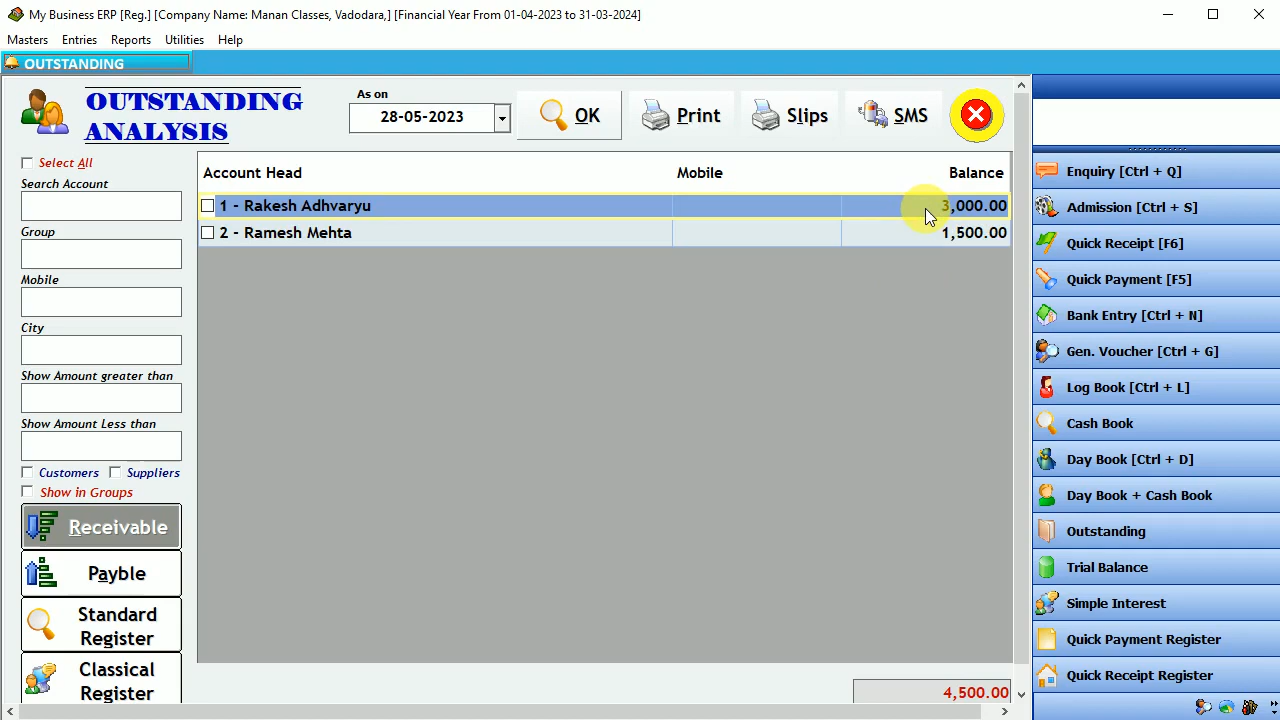 My Business ERP [Reg.] [Company Name: Manan Classes, Vadodara,] [Financial Year From 01-04-2023 to 31-03-2024]
Masters Entries Reports Utilities Help
OUTSTANDING
OUTSTANDING
ANALYSIS
As on
28-05-2023
OK
Print
Slips
SMS
Select All
Search Account
Group
Mobile
City
Show Amount greater than
Show Amount Less than
Customers Suppliers
Show in Groups
Receivable
Payble
Standard
Register
Classical
Register
Account Head Mobile Balance
1 - Rakesh Adhvaryu 3,000.00
2 - Ramesh Mehta 1,500.00
4,500.00
Enquiry [Ctrl + Q]
Admission [Ctrl + S]
Quick Receipt [F6]
Quick Payment [F5]
Bank Entry [Ctrl + N]
Gen. Voucher [Ctrl + G]
Log Book [Ctrl + L]
Cash Book
Day Book [Ctrl + D]
Day Book + Cash Book
Outstanding
Trial Balance
Simple Interest
Quick Payment Register
Quick Receipt Register